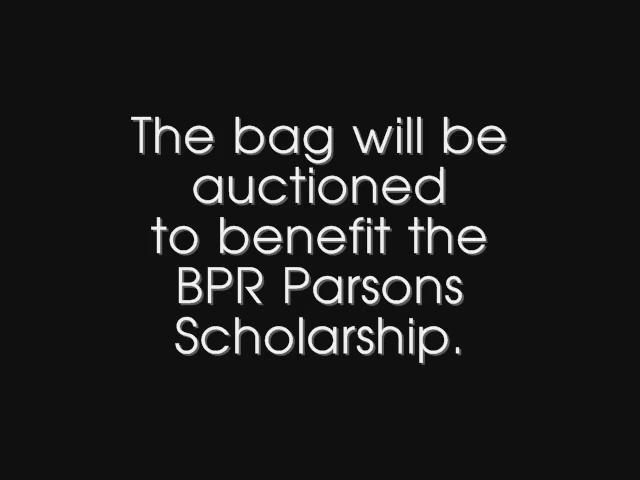 The bag will be
auctioned
to benefit the
BPR Parsons
Scholarship.